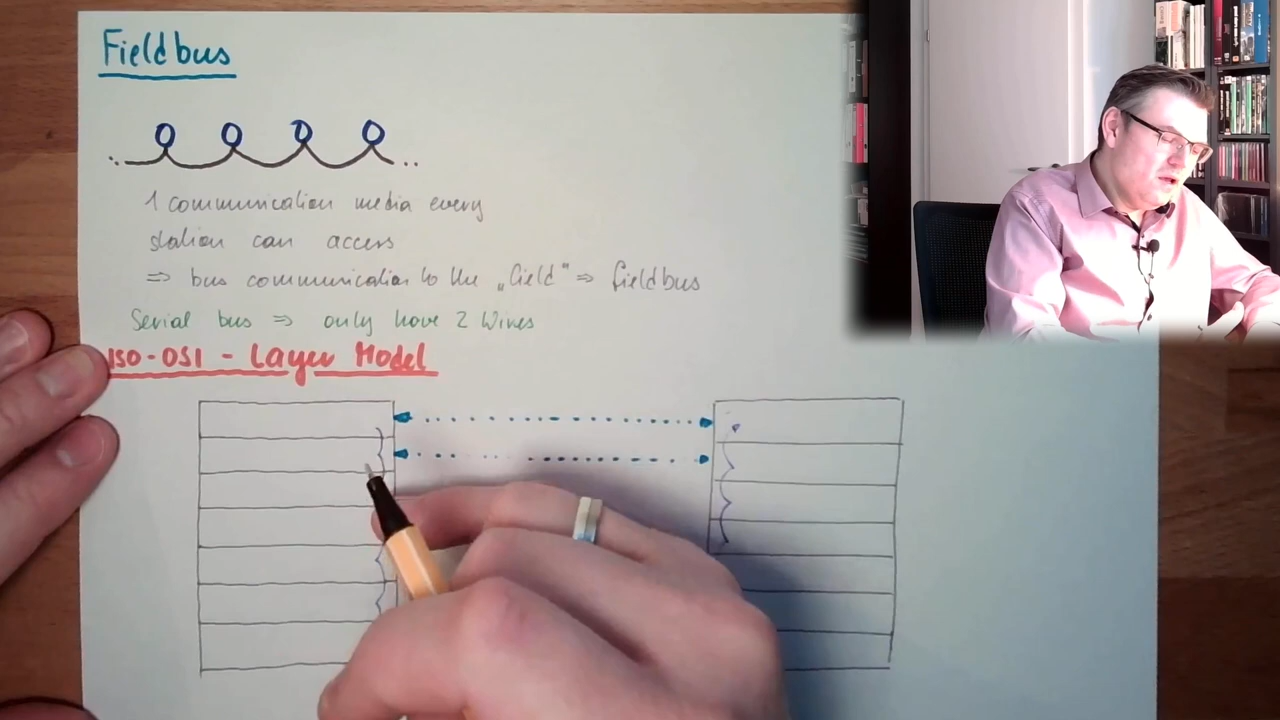 Fieldbus
1 communication media every
station can access
⇒ bus communication to the „field" ⇒ fieldbus
Serial bus ⇒ only have 2 Wires
ISO-OSI - Layer Model